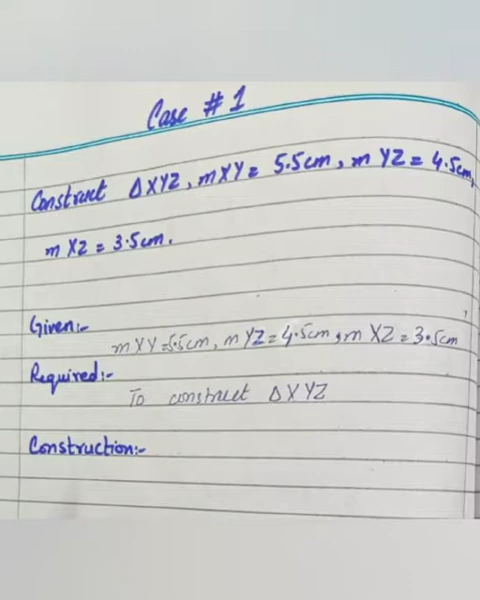 Case # 1
Construct ΔXYZ, mXY = 5.5cm, m YZ = 4.5cm,
m XZ = 3.5cm.
Given:-
mXY=5.5cm, m YZ=4.5cm, m XZ=3.5cm
Required:-
To construct ΔXYZ
Construction:-